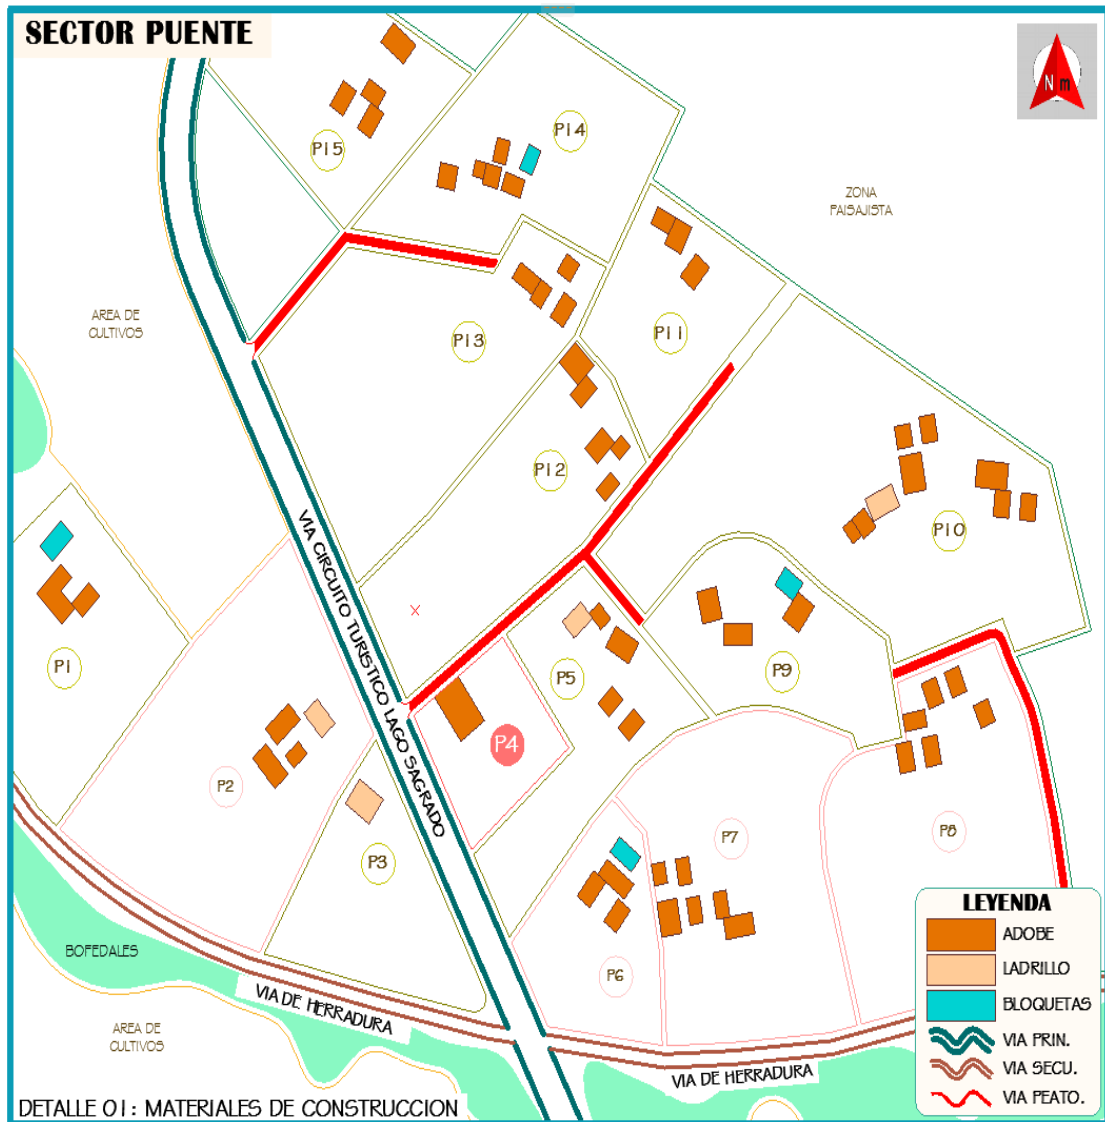 SECTOR PUENTE
N m
P15
P14
ZONA
PAISAJISTA
AREA DE
CULTIVOS
P13
P11
P12
P10
VIA CIRCUITO TURISTICO LAGO SAGRADO
P1
P5
P9
P4
P2
P3
P7
P8
P6
BOFEDALES
VIA DE HERRADURA
AREA DE
CULTIVOS
VIA DE HERRADURA
LEYENDA
ADOBE
LADRILLO
BLOQUETAS
VIA PRIN.
VIA SECU.
VIA PEATO.
DETALLE 01: MATERIALES DE CONSTRUCCION